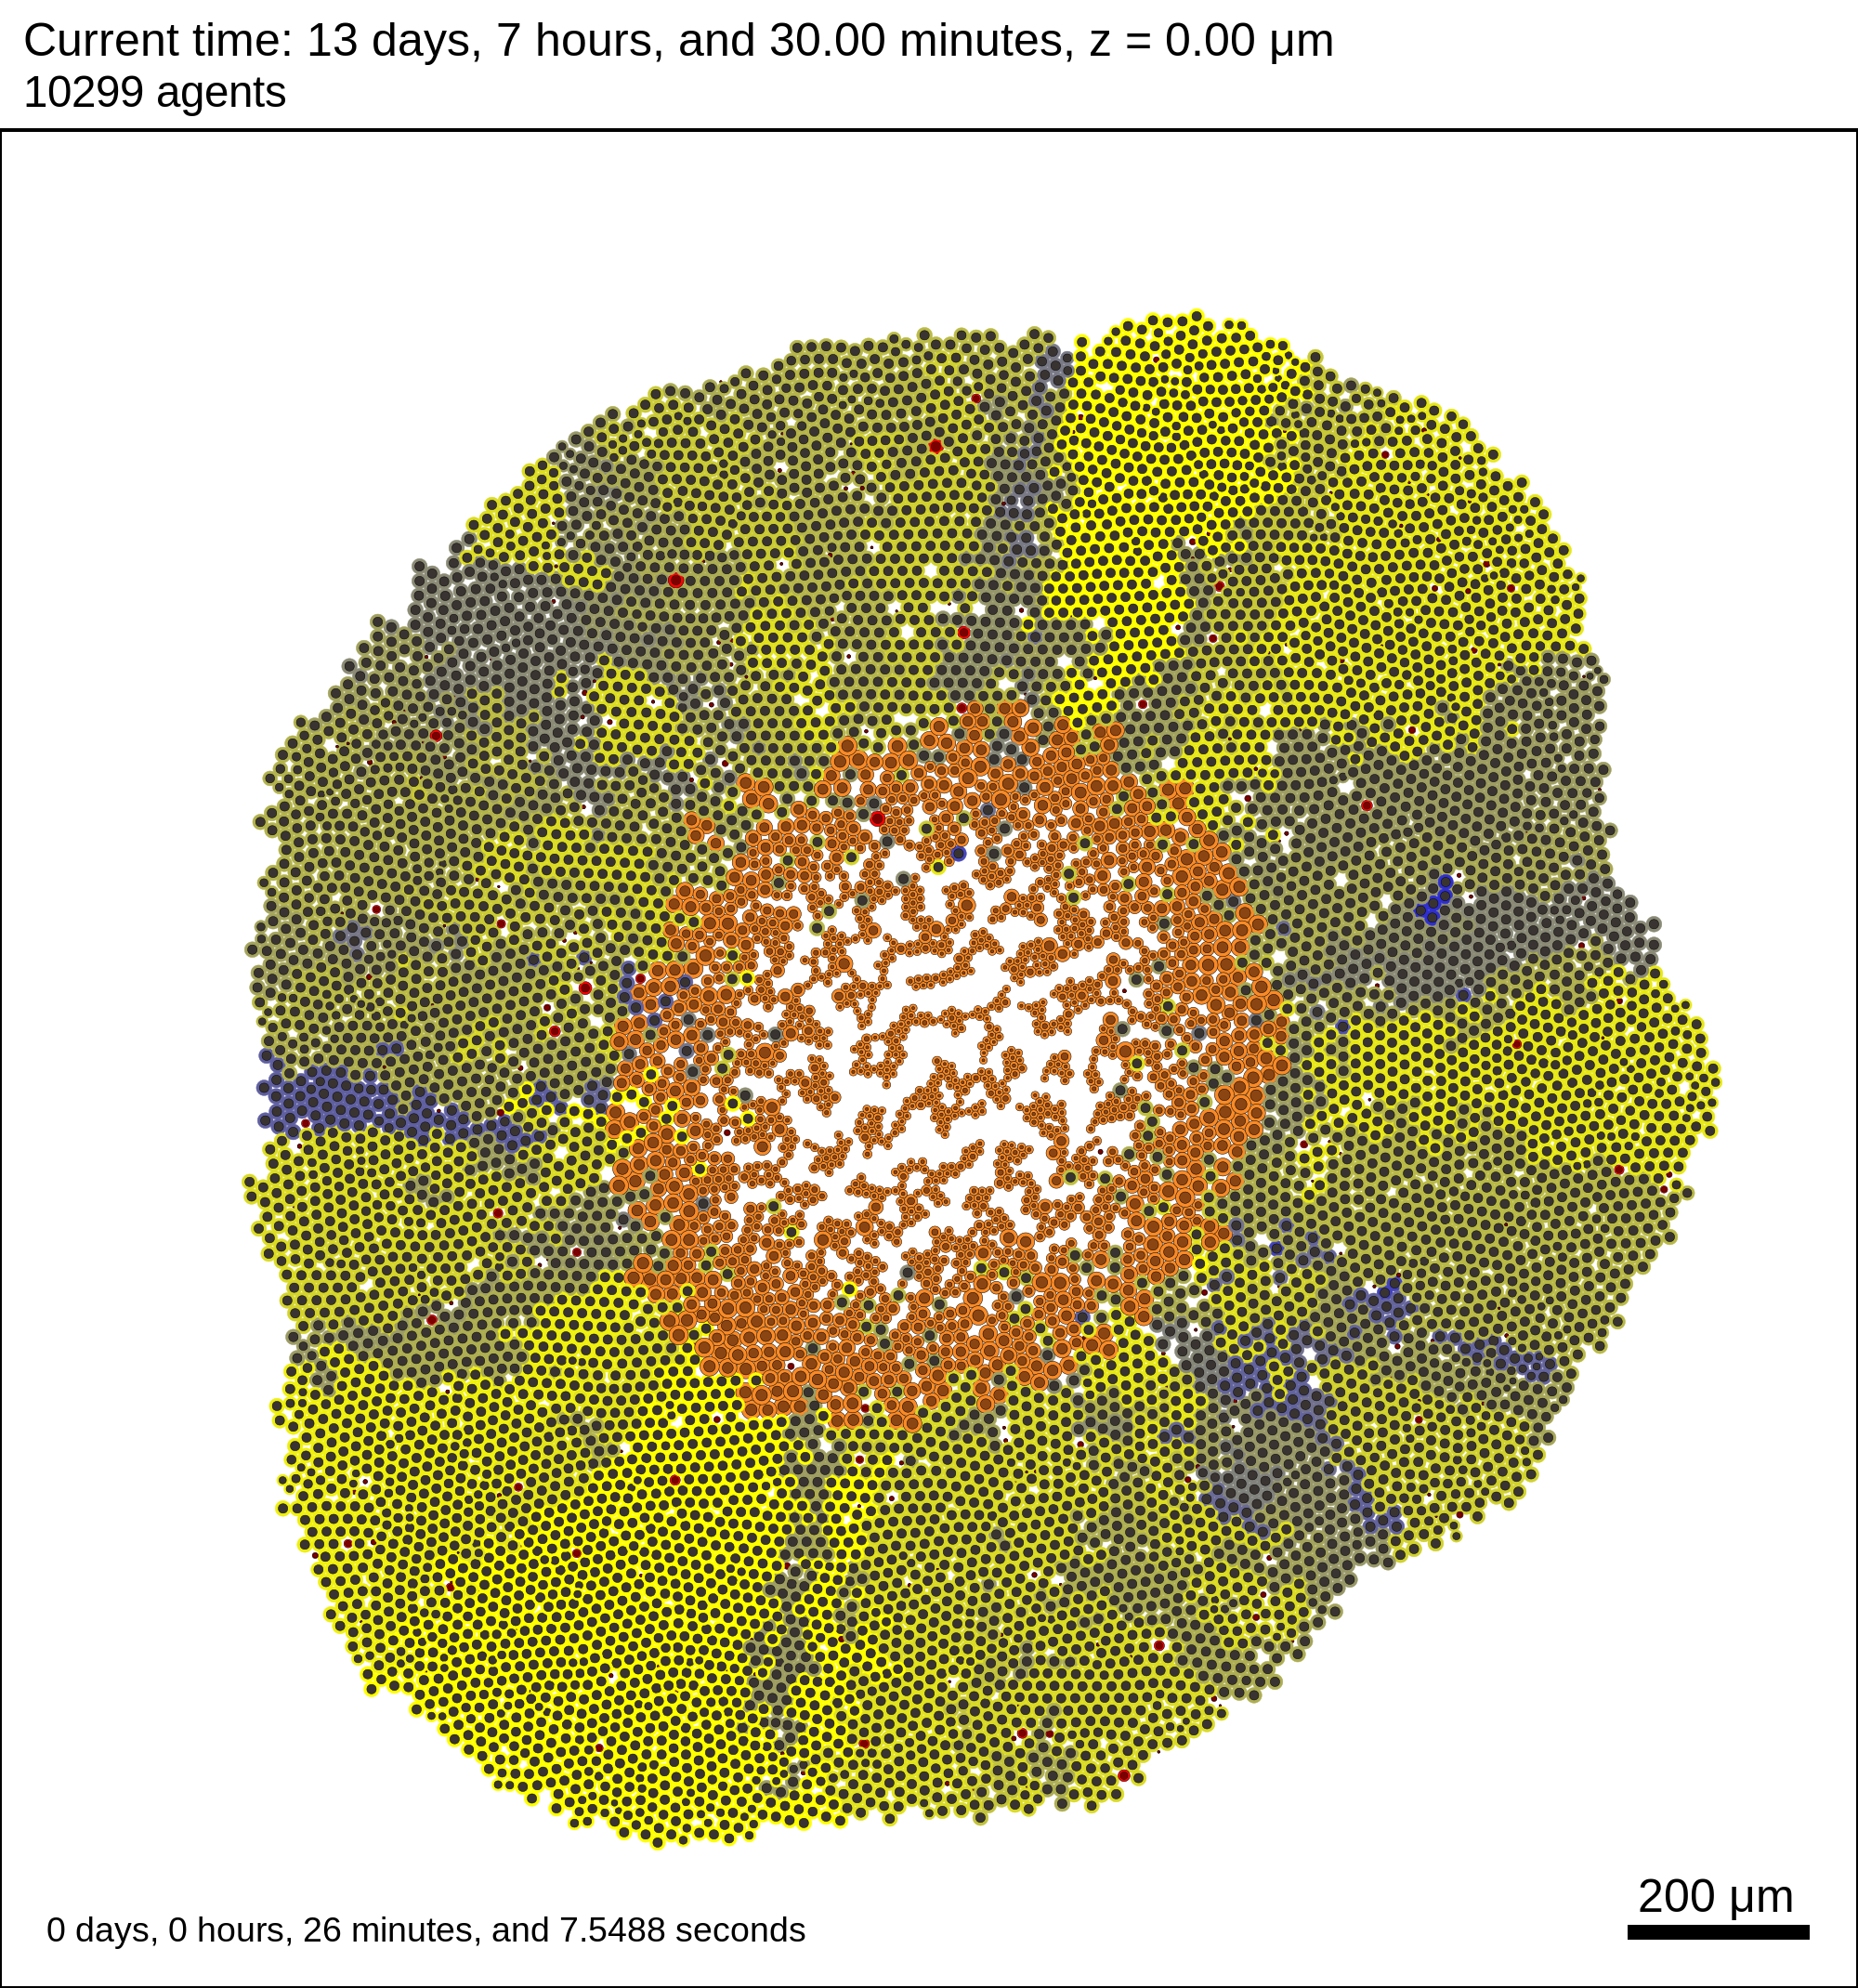 Current time: 13 days, 7 hours, and 30.00 minutes, z = 0.00 μm
10299 agents
200 μm
0 days, 0 hours, 26 minutes, and 7.5488 seconds